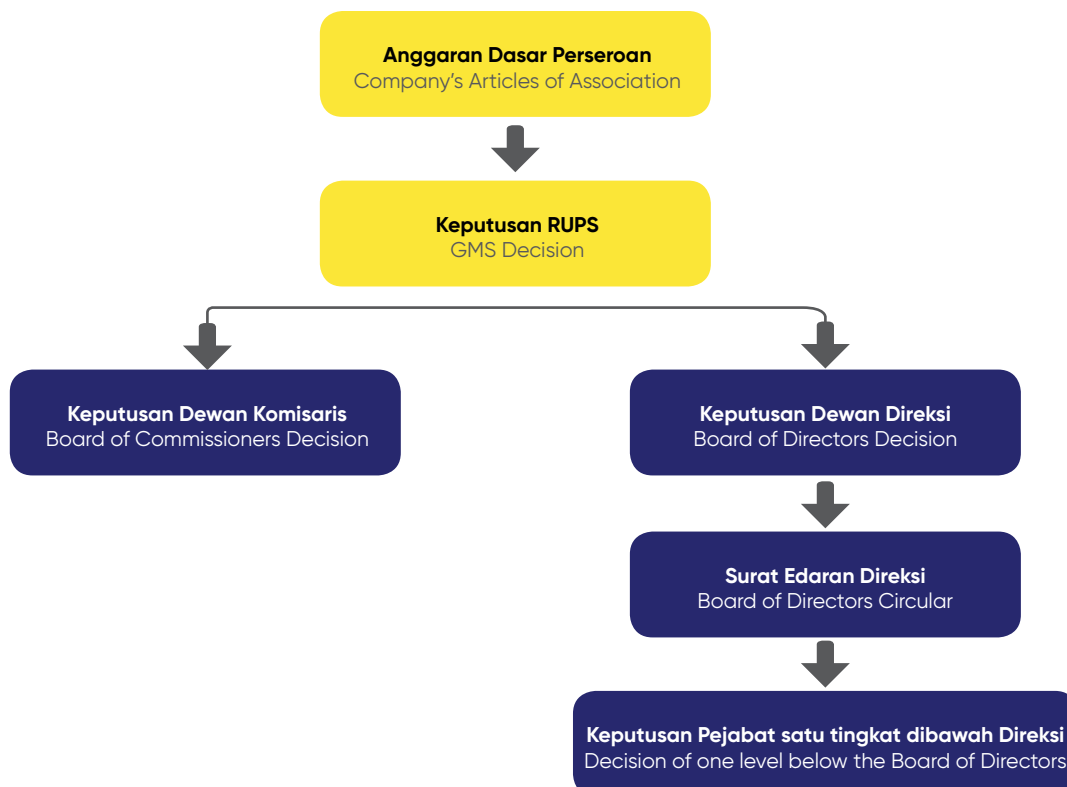 Anggaran Dasar Perseroan
Company's Articles of Association
Keputusan RUPS
GMS Decision
Keputusan Dewan Komisaris
Board of Commissioners Decision
Keputusan Dewan Direksi
Board of Directors Decision
Surat Edaran Direksi
Board of Directors Circular
Keputusan Pejabat satu tingkat dibawah Direksi
Decision of one level below the Board of Directors